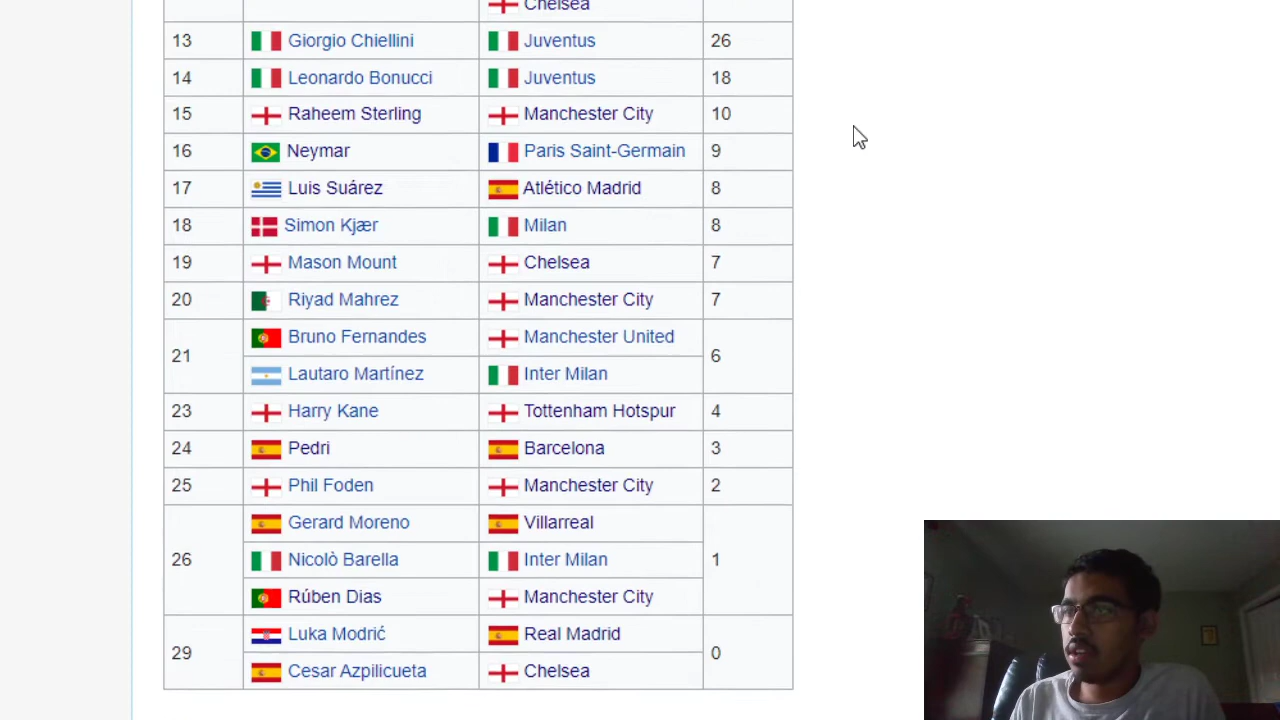 Chelsea
13 Giorgio Chiellini Juventus 26
14 Leonardo Bonucci Juventus 18
15 Raheem Sterling Manchester City 10
16 Neymar Paris Saint-Germain 9
17 Luis Suárez Atlético Madrid 8
18 Simon Kjær Milan 8
19 Mason Mount Chelsea 7
20 Riyad Mahrez Manchester City 7
21 Bruno Fernandes Manchester United 6
Lautaro Martínez Inter Milan
23 Harry Kane Tottenham Hotspur 4
24 Pedri Barcelona 3
25 Phil Foden Manchester City 2
Gerard Moreno Villarreal
26 Nicolò Barella Inter Milan 1
Rúben Dias Manchester City
29 Luka Modrić Real Madrid 0
Cesar Azpilicueta Chelsea